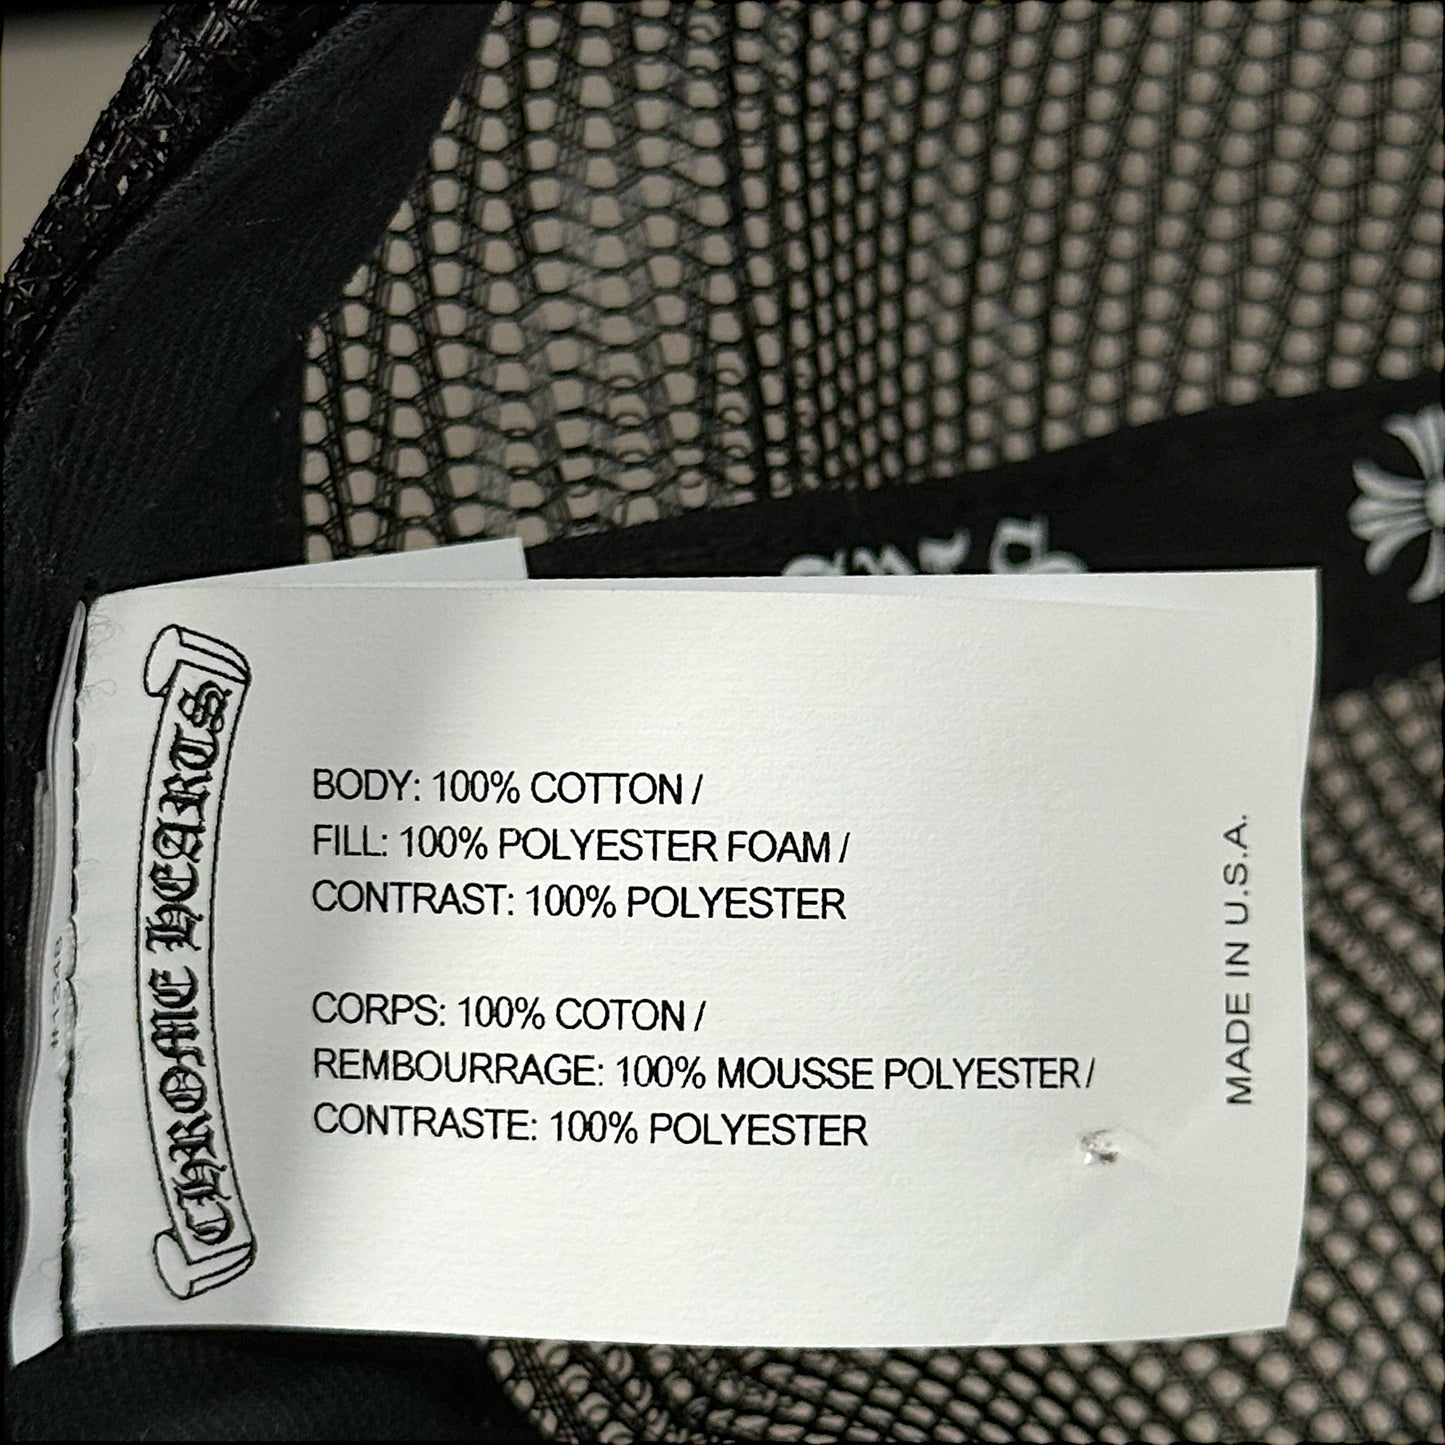 CHROME HEARTS
BODY: 100% COTTON /
FILL: 100% POLYESTER FOAM /
CONTRAST: 100% POLYESTER
CORPS: 100% COTON /
REMBOURRAGE: 100% MOUSSE POLYESTER /
CONTRASTE: 100% POLYESTER
MADE IN U.S.A.